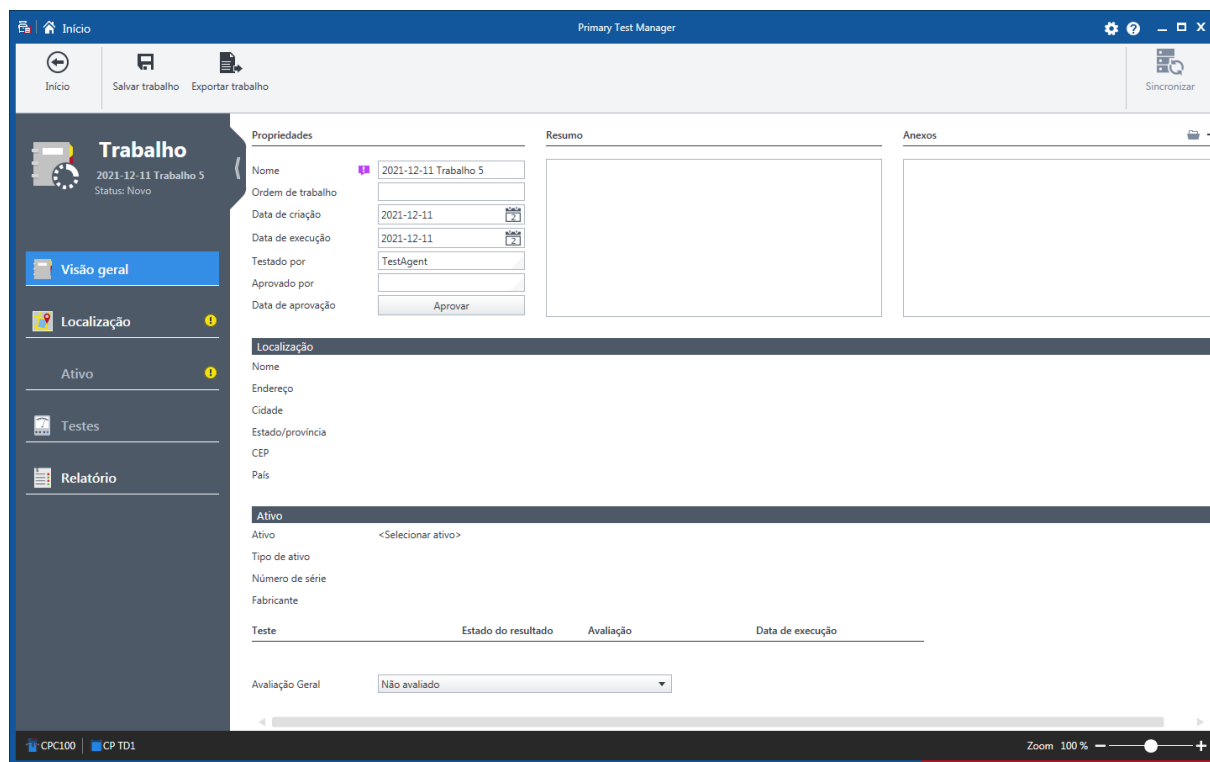 Início
Primary Test Manager
Início
Salvar trabalho
Exportar trabalho
Sincronizar
Trabalho
2021-12-11 Trabalho 5
Status: Novo
Visão geral
Localização
Ativo
Testes
Relatório
Propriedades
Nome 2021-12-11 Trabalho 5
Ordem de trabalho
Data de criação 2021-12-11
Data de execução 2021-12-11
Testado por TestAgent
Aprovado por
Data de aprovação Aprovar
Resumo
Anexos
Localização
Nome
Endereço
Cidade
Estado/província
CEP
País
Ativo
Ativo <Selecionar ativo>
Tipo de ativo
Número de série
Fabricante
Teste Estado do resultado Avaliação Data de execução
Avaliação Geral Não avaliado
CPC100 CP TD1
Zoom 100 %